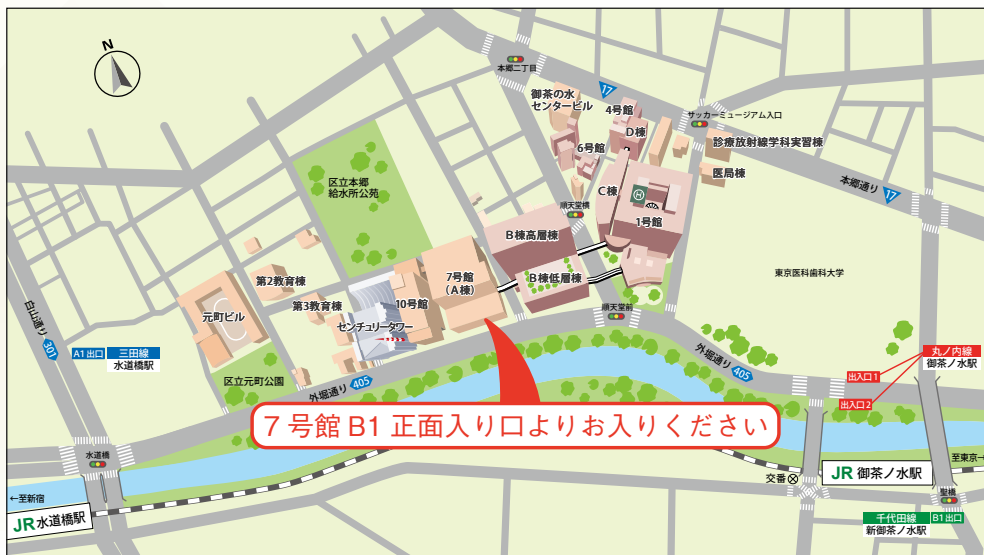 N
本郷二丁目
17
御茶の水
センタービル
4号館
D棟
6号館
サッカーミュージアム入口
診療放射線学科実習棟
医局棟
本郷通り
17
区立本郷
給水所公苑
C棟
H
順天堂橋
1号館
B棟高層棟
B棟低層棟
7号館
(A棟)
東京医科歯科大学
第2教育棟
第3教育棟
10号館
元町ビル
センチュリータワー
順天堂前
白山通り
301
A1出口
三田線
水道橋駅
区立元町公園
外堀通り
405
外堀通り
405
丸ノ内線
御茶ノ水駅
出入口1
出入口2
7号館 B1 正面入り口よりお入りください
水道橋
←至新宿
JR 水道橋駅
交番
JR 御茶ノ水駅
至東京→
聖橋
千代田線
B1出口
新御茶ノ水駅